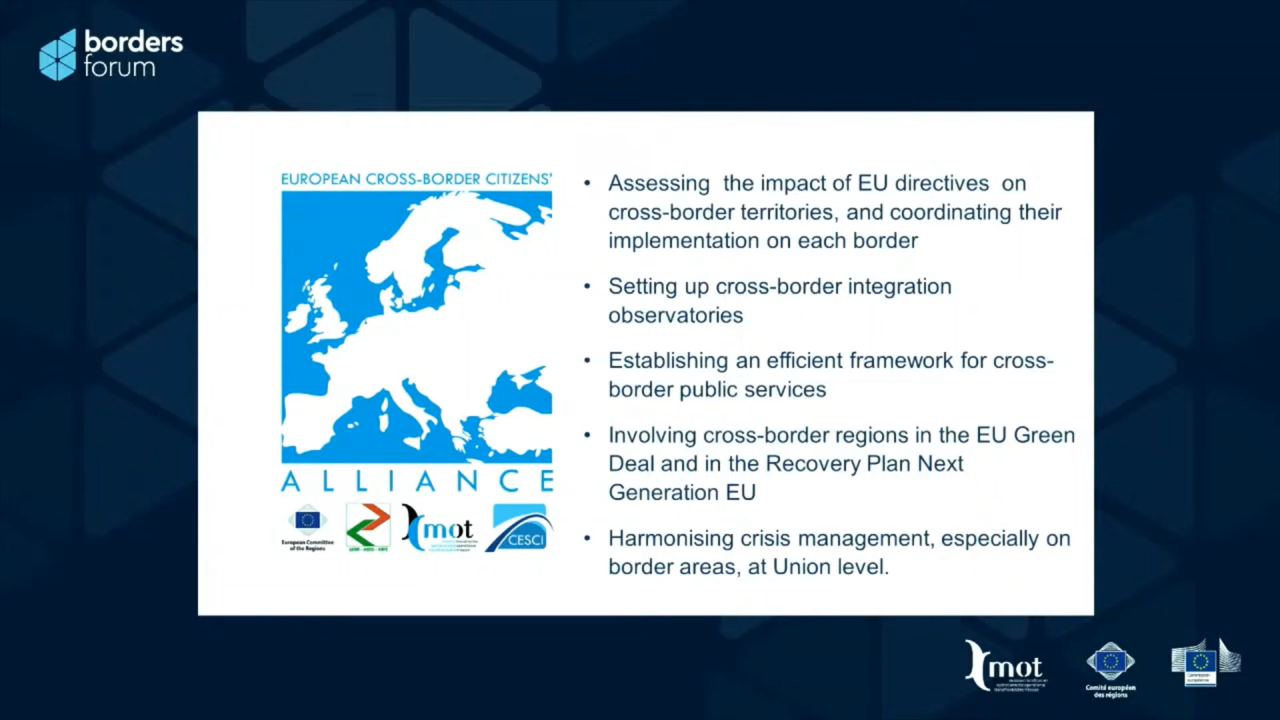 borders
forum
EUROPEAN CROSS-BORDER CITIZENS'
ALLIANCE
European Committee
of the Regions
mot
CESCI
• Assessing the impact of EU directives on
cross-border territories, and coordinating their
implementation on each border
• Setting up cross-border integration
observatories
• Establishing an efficient framework for cross-
border public services
• Involving cross-border regions in the EU Green
Deal and in the Recovery Plan Next
Generation EU
• Harmonising crisis management, especially on
border areas, at Union level.
mot
Comité européen
des régions
Commission
européenne